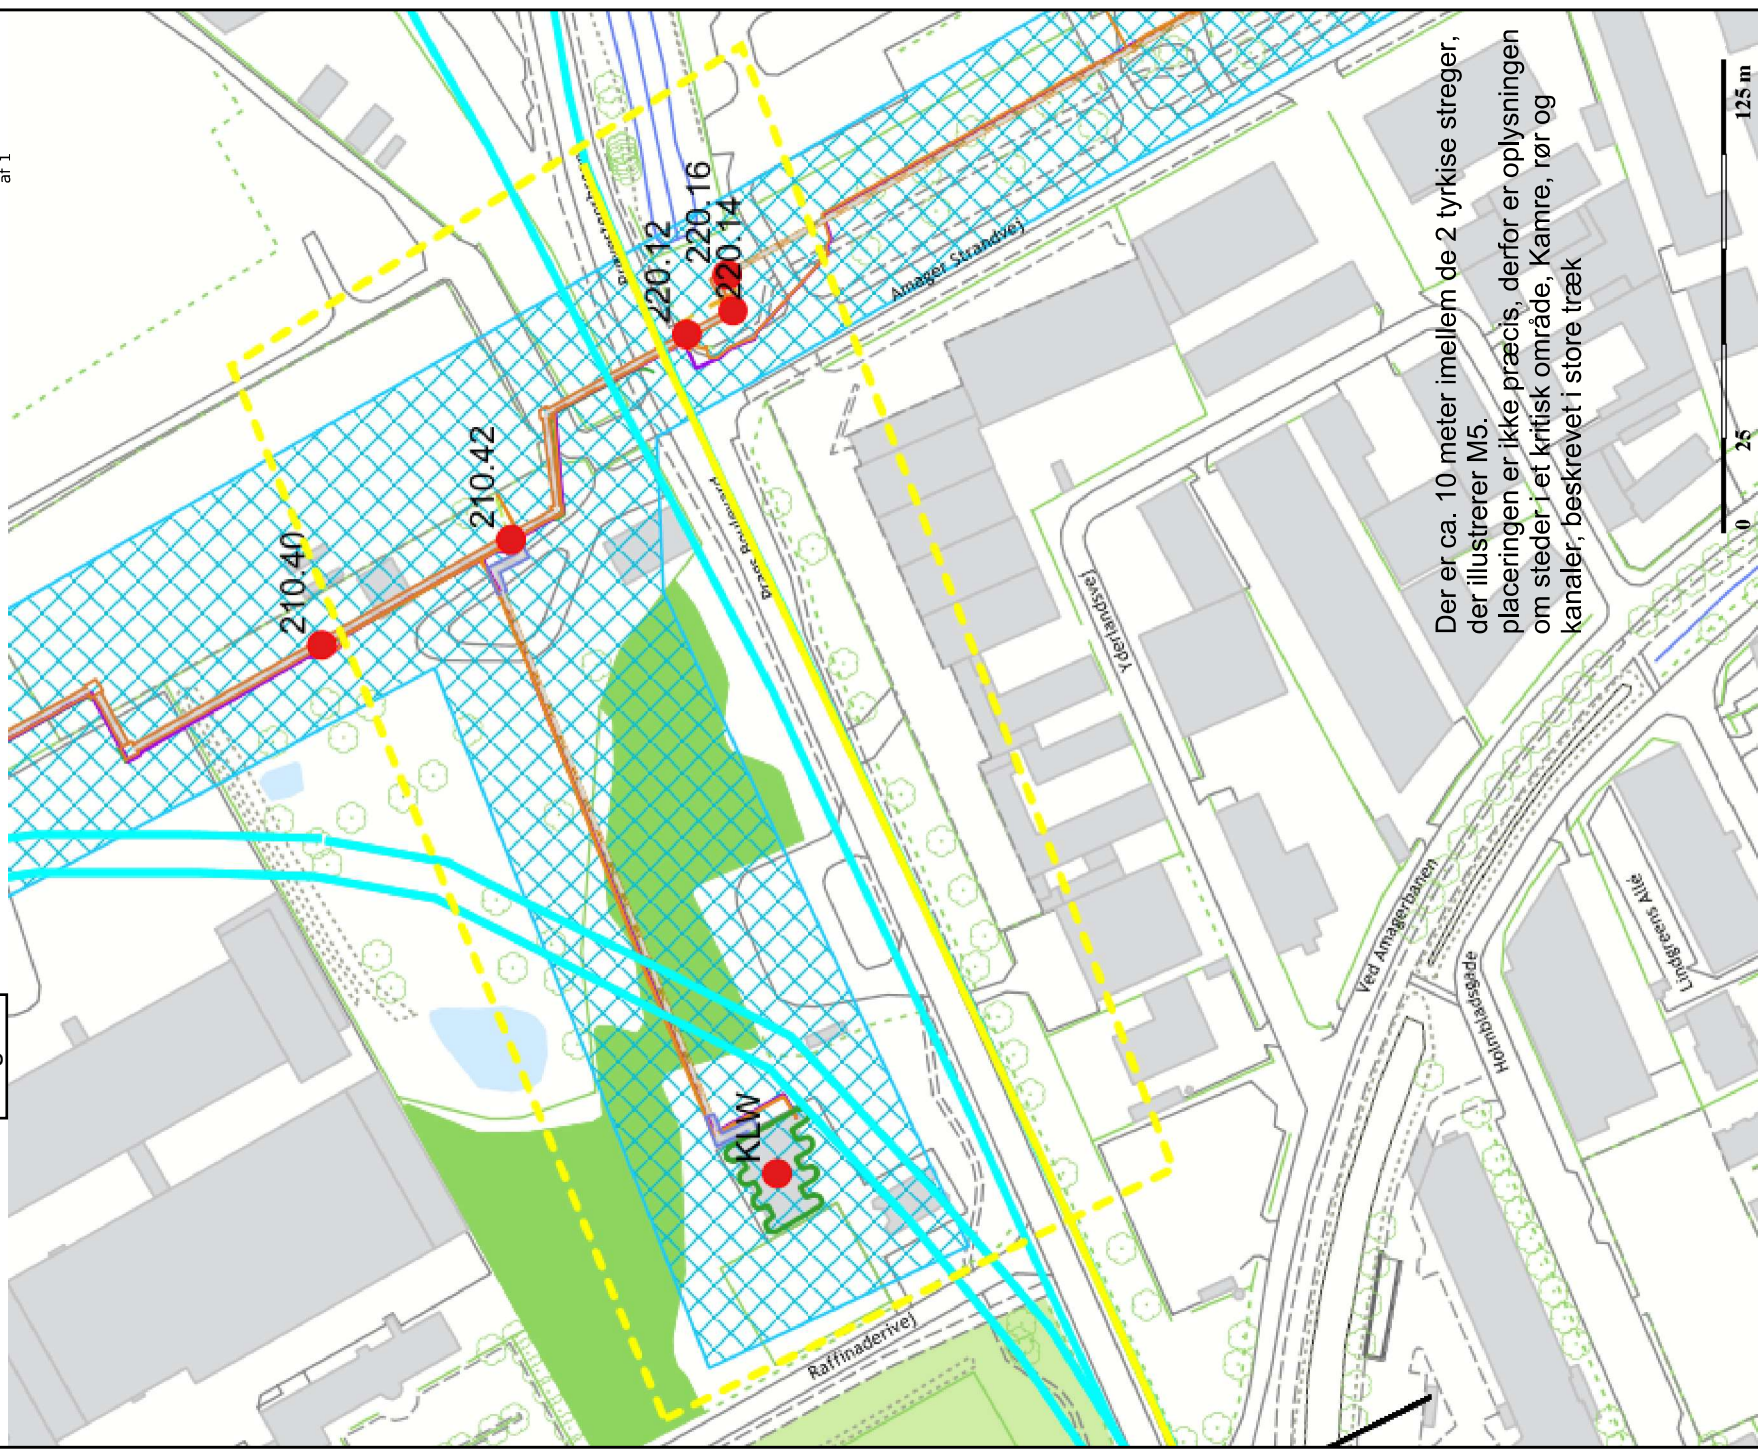 af 1
210.40
210.42
220.12
220.16
220.14
KLW
Prags Boulevard
Amager Strandvej
Yderlandsvej
Ved Amagerbanen
Holmbladsgade
Lindgreens Allé
Raffinaderivej
Der er ca. 10 meter imellem de 2 tyrkise streger,
der illustrerer M5.
placeringen er ikke præcis, derfor er oplysningen
om steder i et kritisk område, Kamre, rør og
kanaler, beskrevet i store træk
0 25 125 m